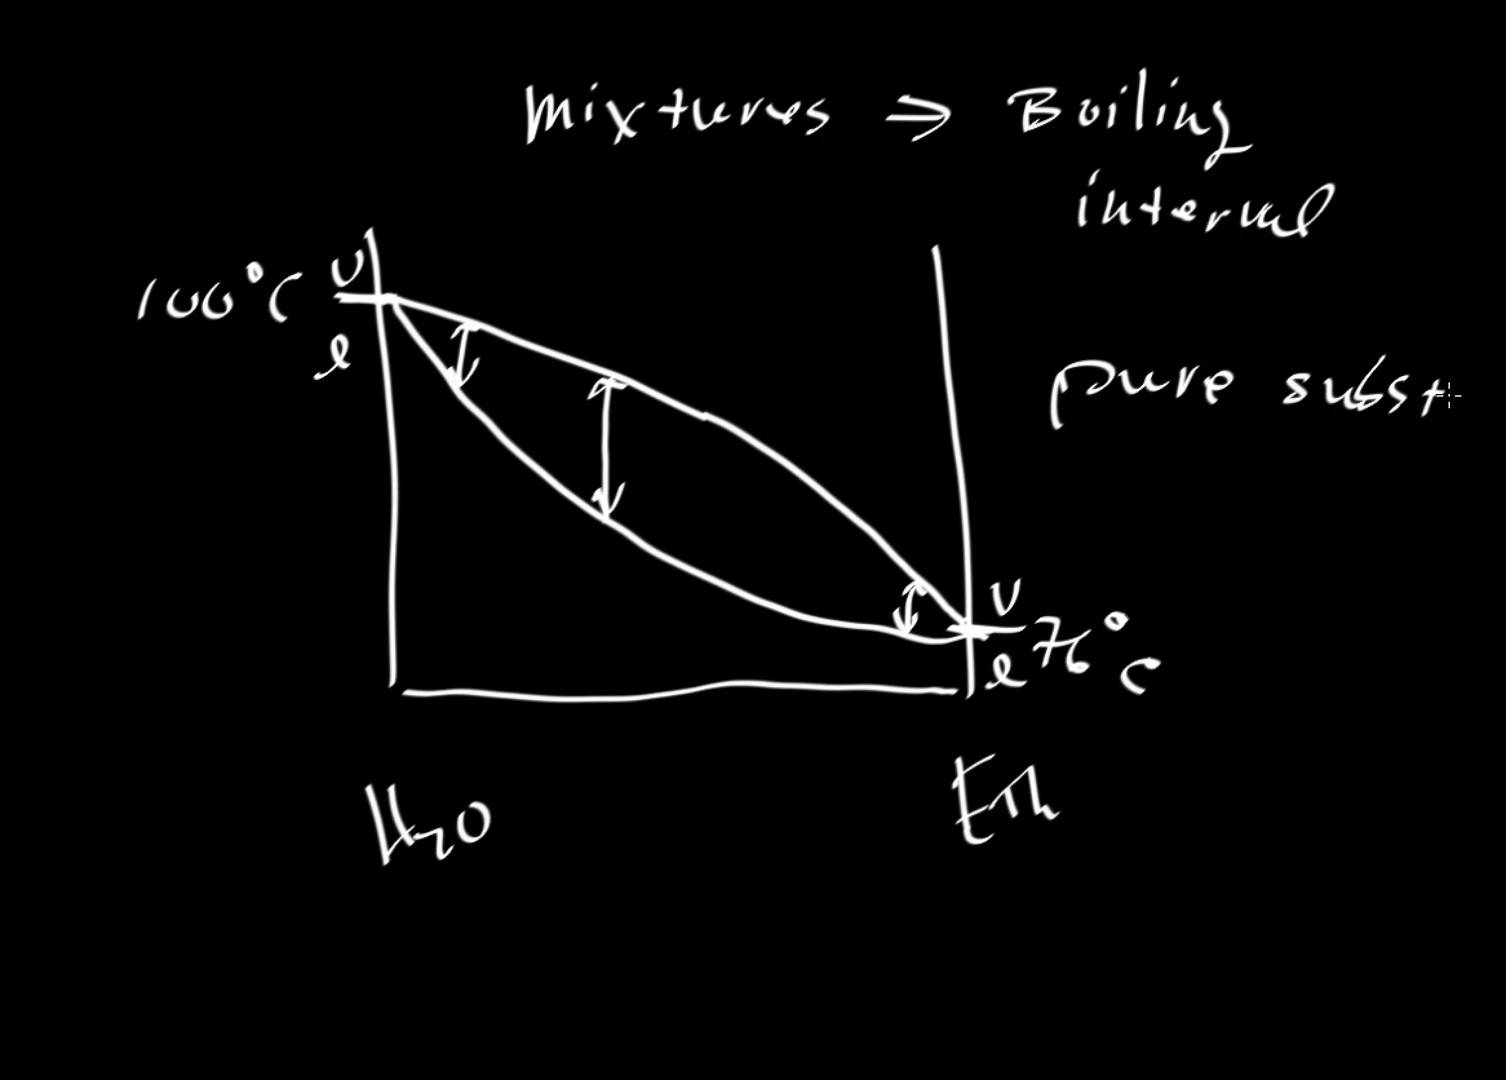 Mixtures ⇒ Boiling
interval
100°C
v
l
pure subst
v
l
76°C
H2O
Eth